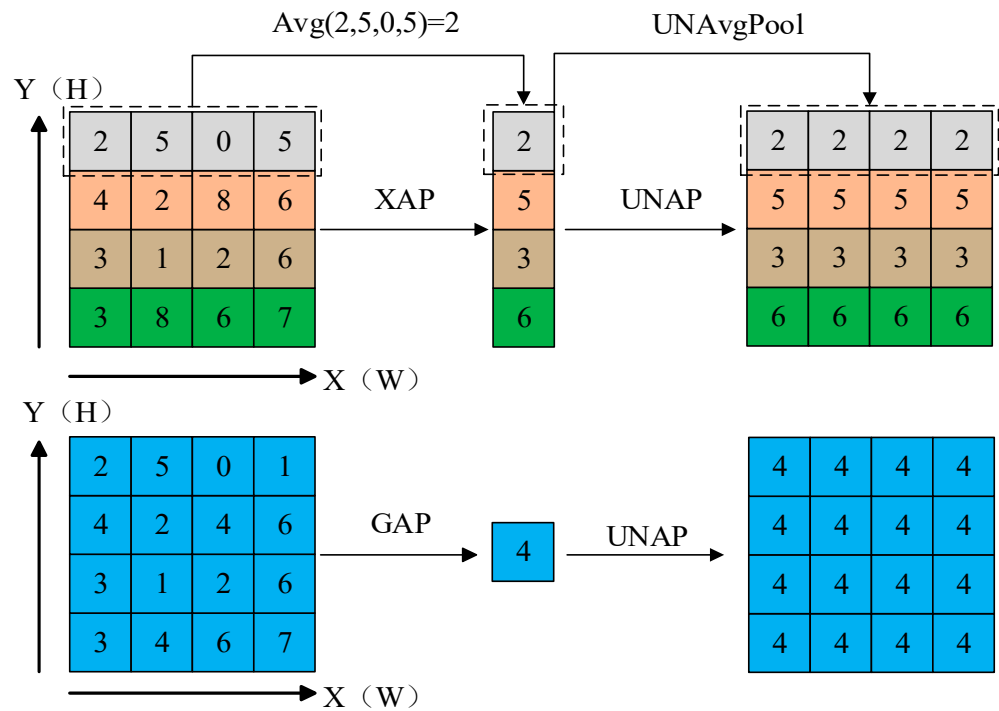 Avg(2,5,0,5)=2
UNAvgPool
Y（H）
2 5 0 5
4 2 8 6
3 1 2 6
3 8 6 7
XAP
2
5
3
6
UNAP
2 2 2 2
5 5 5 5
3 3 3 3
6 6 6 6
X（W）
Y（H）
2 5 0 1
4 2 4 6
3 1 2 6
3 4 6 7
GAP
4
UNAP
4 4 4 4
4 4 4 4
4 4 4 4
4 4 4 4
X（W）